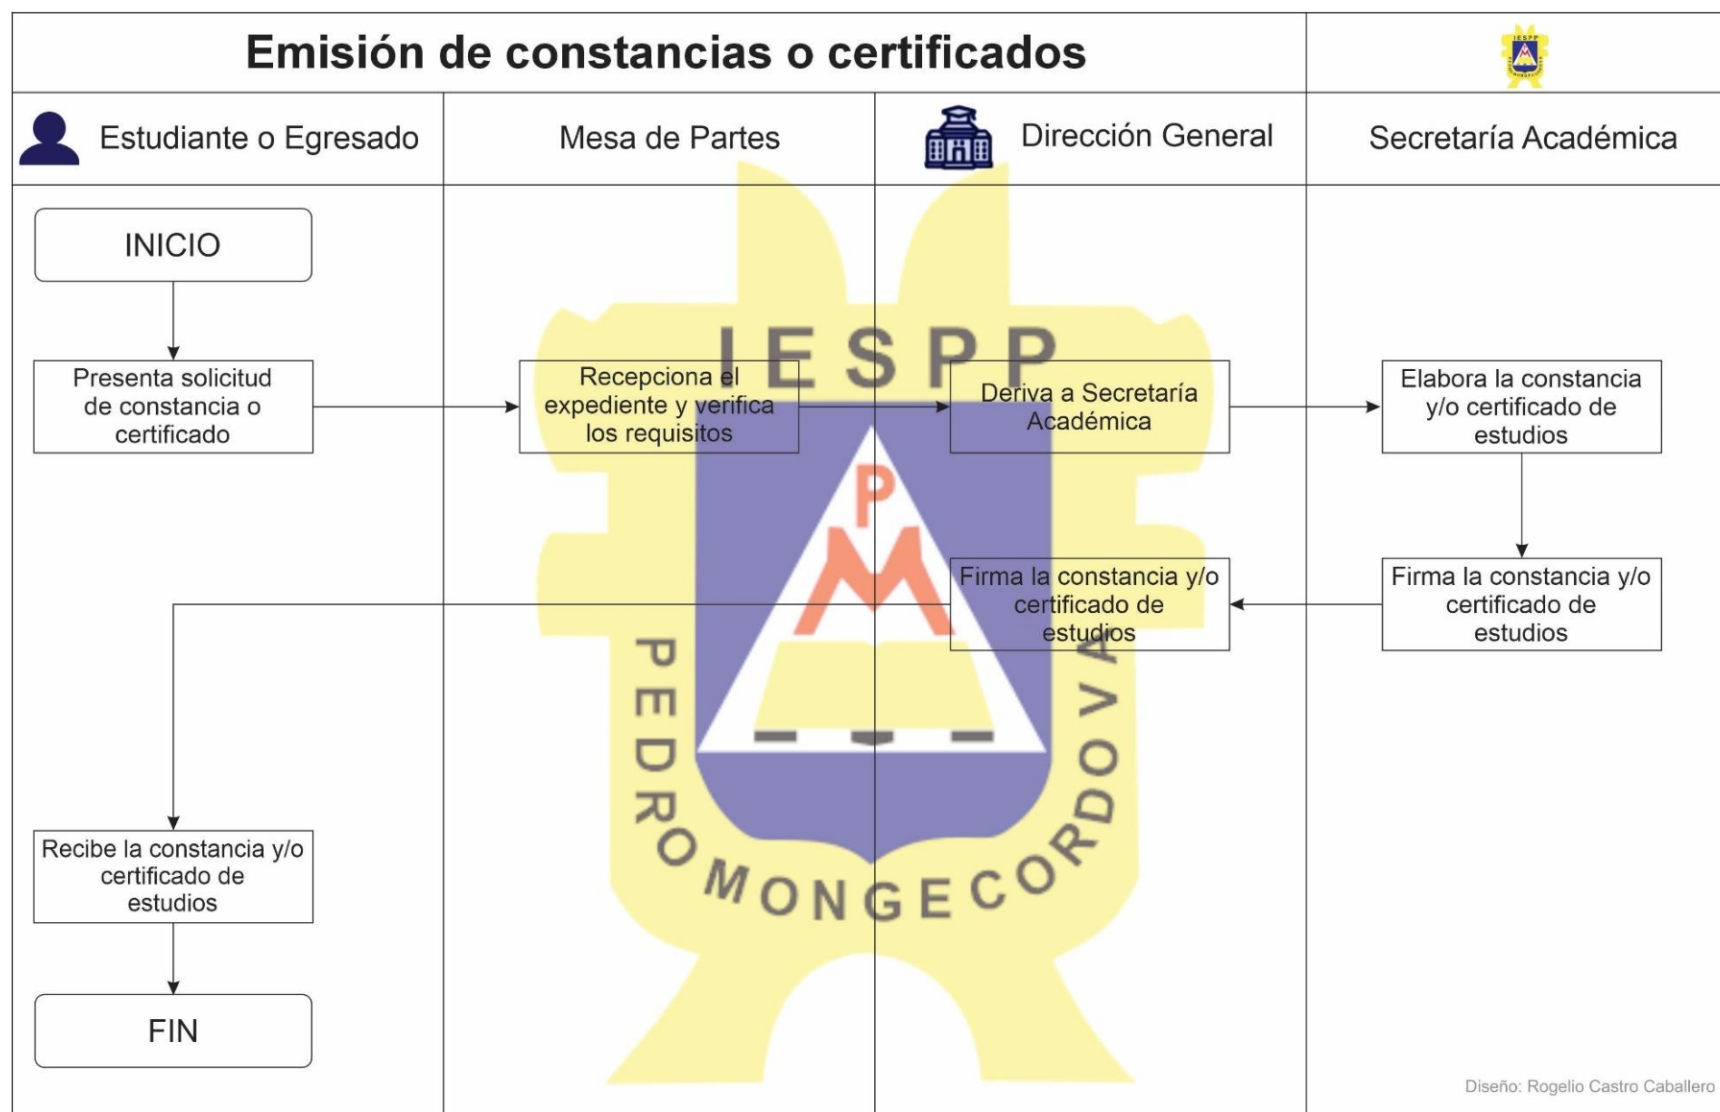 Emisión de constancias o certificados
IESPP
Estudiante o Egresado
Mesa de Partes
Dirección General
Secretaría Académica
INICIO
Presenta solicitud
de constancia o
certificado
Recepciona el
expediente y verifica
los requisitos
Deriva a Secretaría
Académica
Elabora la constancia
y/o certificado de
estudios
Firma la constancia y/o
certificado de
estudios
Firma la constancia y/o
certificado de
estudios
Recibe la constancia y/o
certificado de
estudios
FIN
IESPP
P
M
PEDRO MONGE CORDOVA
Diseño: Rogelio Castro Caballero